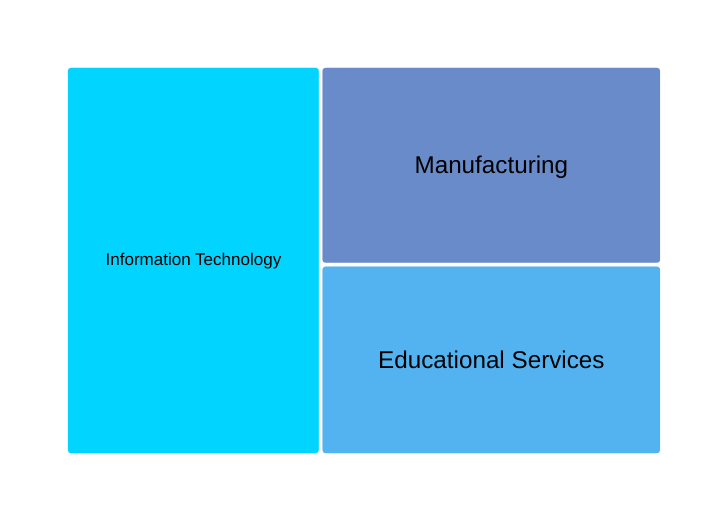 Information Technology
Manufacturing
Educational Services